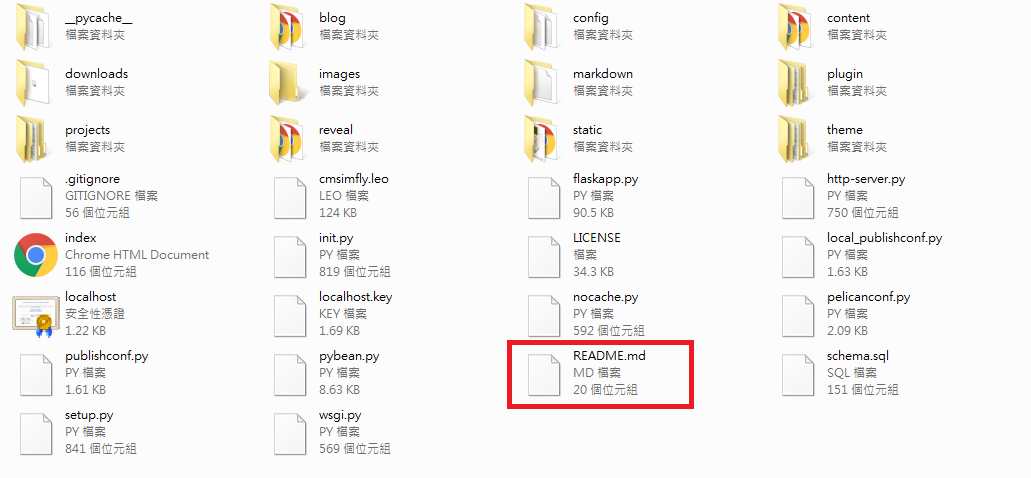 __pycache__
檔案資料夾
blog
檔案資料夾
config
檔案資料夾
content
檔案資料夾
downloads
檔案資料夾
images
檔案資料夾
markdown
檔案資料夾
plugin
檔案資料夾
projects
檔案資料夾
reveal
檔案資料夾
static
檔案資料夾
theme
檔案資料夾
.gitignore
GITIGNORE 檔案
56 個位元組
cmsimfly.leo
LEO 檔案
124 KB
flaskapp.py
PY 檔案
90.5 KB
http-server.py
PY 檔案
750 個位元組
index
Chrome HTML Document
116 個位元組
init.py
PY 檔案
819 個位元組
LICENSE
檔案
34.3 KB
local_publishconf.py
PY 檔案
1.63 KB
localhost
安全性憑證
1.22 KB
localhost.key
KEY 檔案
1.69 KB
nocache.py
PY 檔案
592 個位元組
pelicanconf.py
PY 檔案
2.09 KB
publishconf.py
PY 檔案
1.61 KB
pybean.py
PY 檔案
8.63 KB
README.md
MD 檔案
20 個位元組
schema.sql
SQL 檔案
151 個位元組
setup.py
PY 檔案
841 個位元組
wsgi.py
PY 檔案
569 個位元組